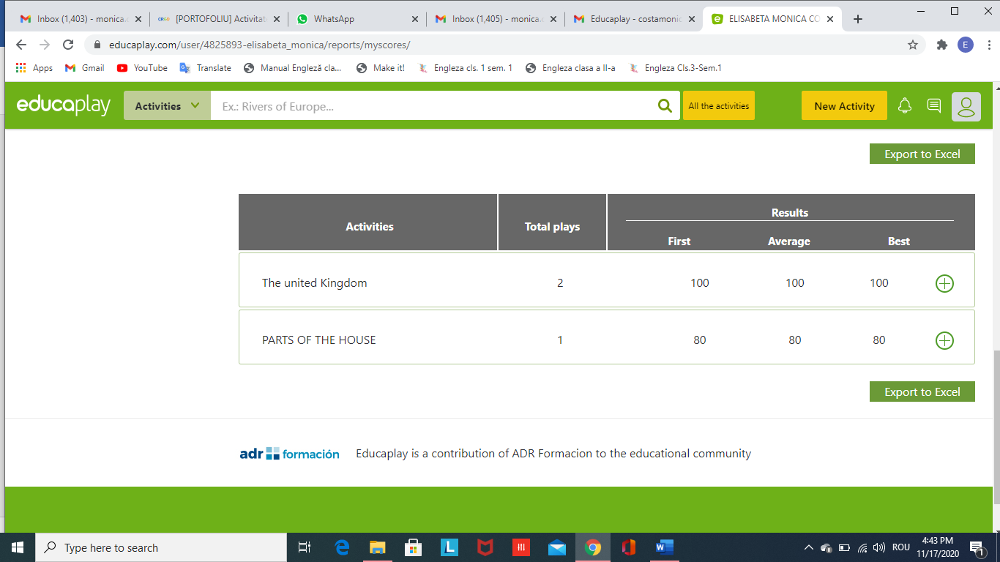 Inbox (1,403) - monica.c
CRED [PORTOFOLIU] Activitat
WhatsApp
Inbox (1,405) - monica.c
Educaplay - costamonic
ELISABETA MONICA CO
educaplay.com/user/4825893-elisabeta_monica/reports/myscores/
E
Apps Gmail YouTube Translate Manual Engleză cla... Make it! Engleza cls. 1 sem. 1 Engleza clasa a II-a Engleza Cls.3-Sem.1
educaplay Activities Ex.: Rivers of Europe... All the activities New Activity
Export to Excel
Results
Activities Total plays
First Average Best
The united Kingdom 2 100 100 100
PARTS OF THE HOUSE 1 80 80 80
Export to Excel
adr formación Educaplay is a contribution of ADR Formacion to the educational community
Type here to search
L
ROU
4:43 PM
11/17/2020
1